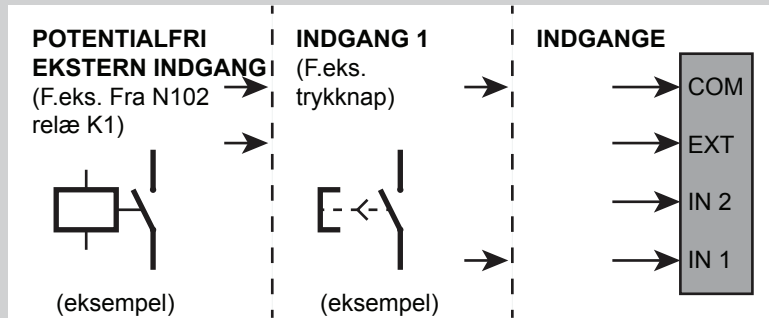 POTENTIALFRI
EKSTERN INDGANG
(F.eks. Fra N102
relæ K1)
(eksempel)
INDGANG 1
(F.eks.
trykknap)
(eksempel)
INDGANGE
COM
EXT
IN 2
IN 1